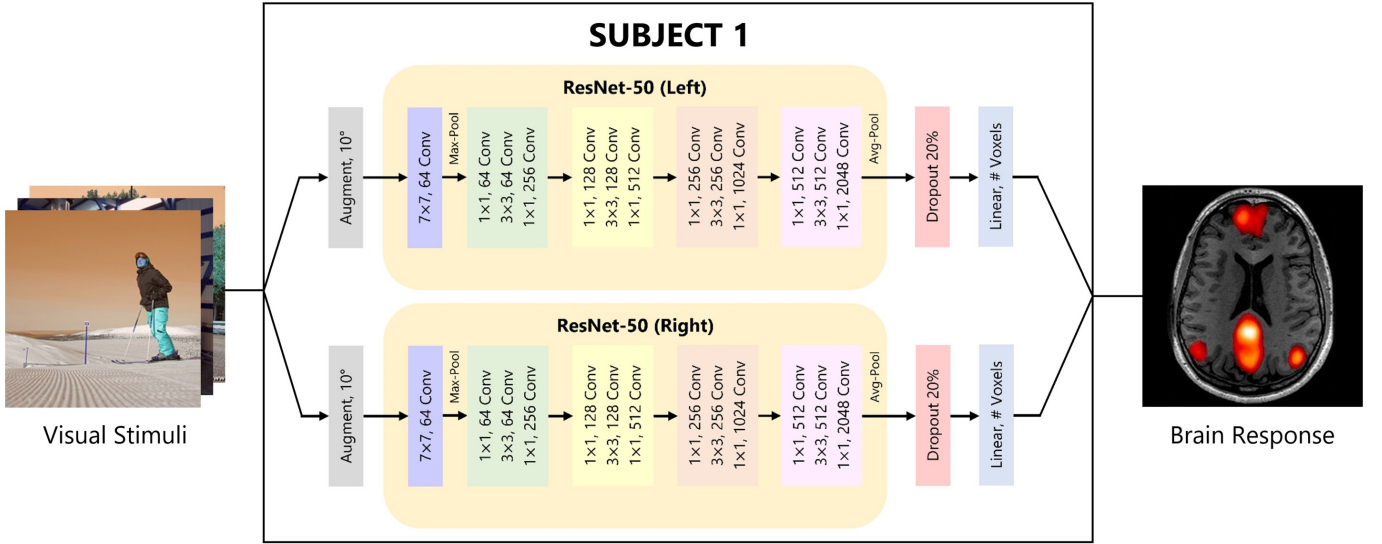 SUBJECT 1
ResNet-50 (Left)
Augment, 10°
7×7, 64 Conv
Max-Pool
1×1, 64 Conv
3×3, 64 Conv
1×1, 256 Conv
1×1, 128 Conv
3×3, 128 Conv
1×1, 512 Conv
1×1, 256 Conv
3×3, 256 Conv
1×1, 1024 Conv
1×1, 512 Conv
3×3, 512 Conv
1×1, 2048 Conv
Avg-Pool
Dropout 20%
Linear, # Voxels
ResNet-50 (Right)
Augment, 10°
7×7, 64 Conv
Max-Pool
1×1, 64 Conv
3×3, 64 Conv
1×1, 256 Conv
1×1, 128 Conv
3×3, 128 Conv
1×1, 512 Conv
1×1, 256 Conv
3×3, 256 Conv
1×1, 1024 Conv
1×1, 512 Conv
3×3, 512 Conv
1×1, 2048 Conv
Avg-Pool
Dropout 20%
Linear, # Voxels
Visual Stimuli
Brain Response